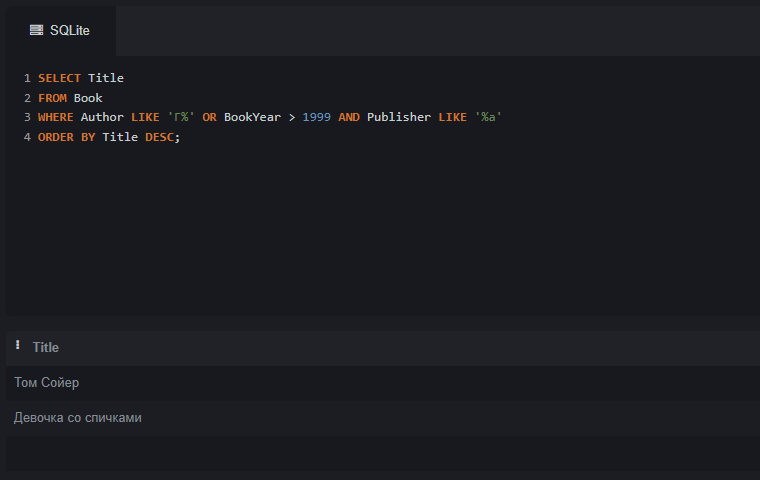 SQLite
1 SELECT Title
2 FROM Book
3 WHERE Author LIKE 'Г%' OR BookYear > 1999 AND Publisher LIKE '%а'
4 ORDER BY Title DESC;
Title
Том Сойер
Девочка со спичками